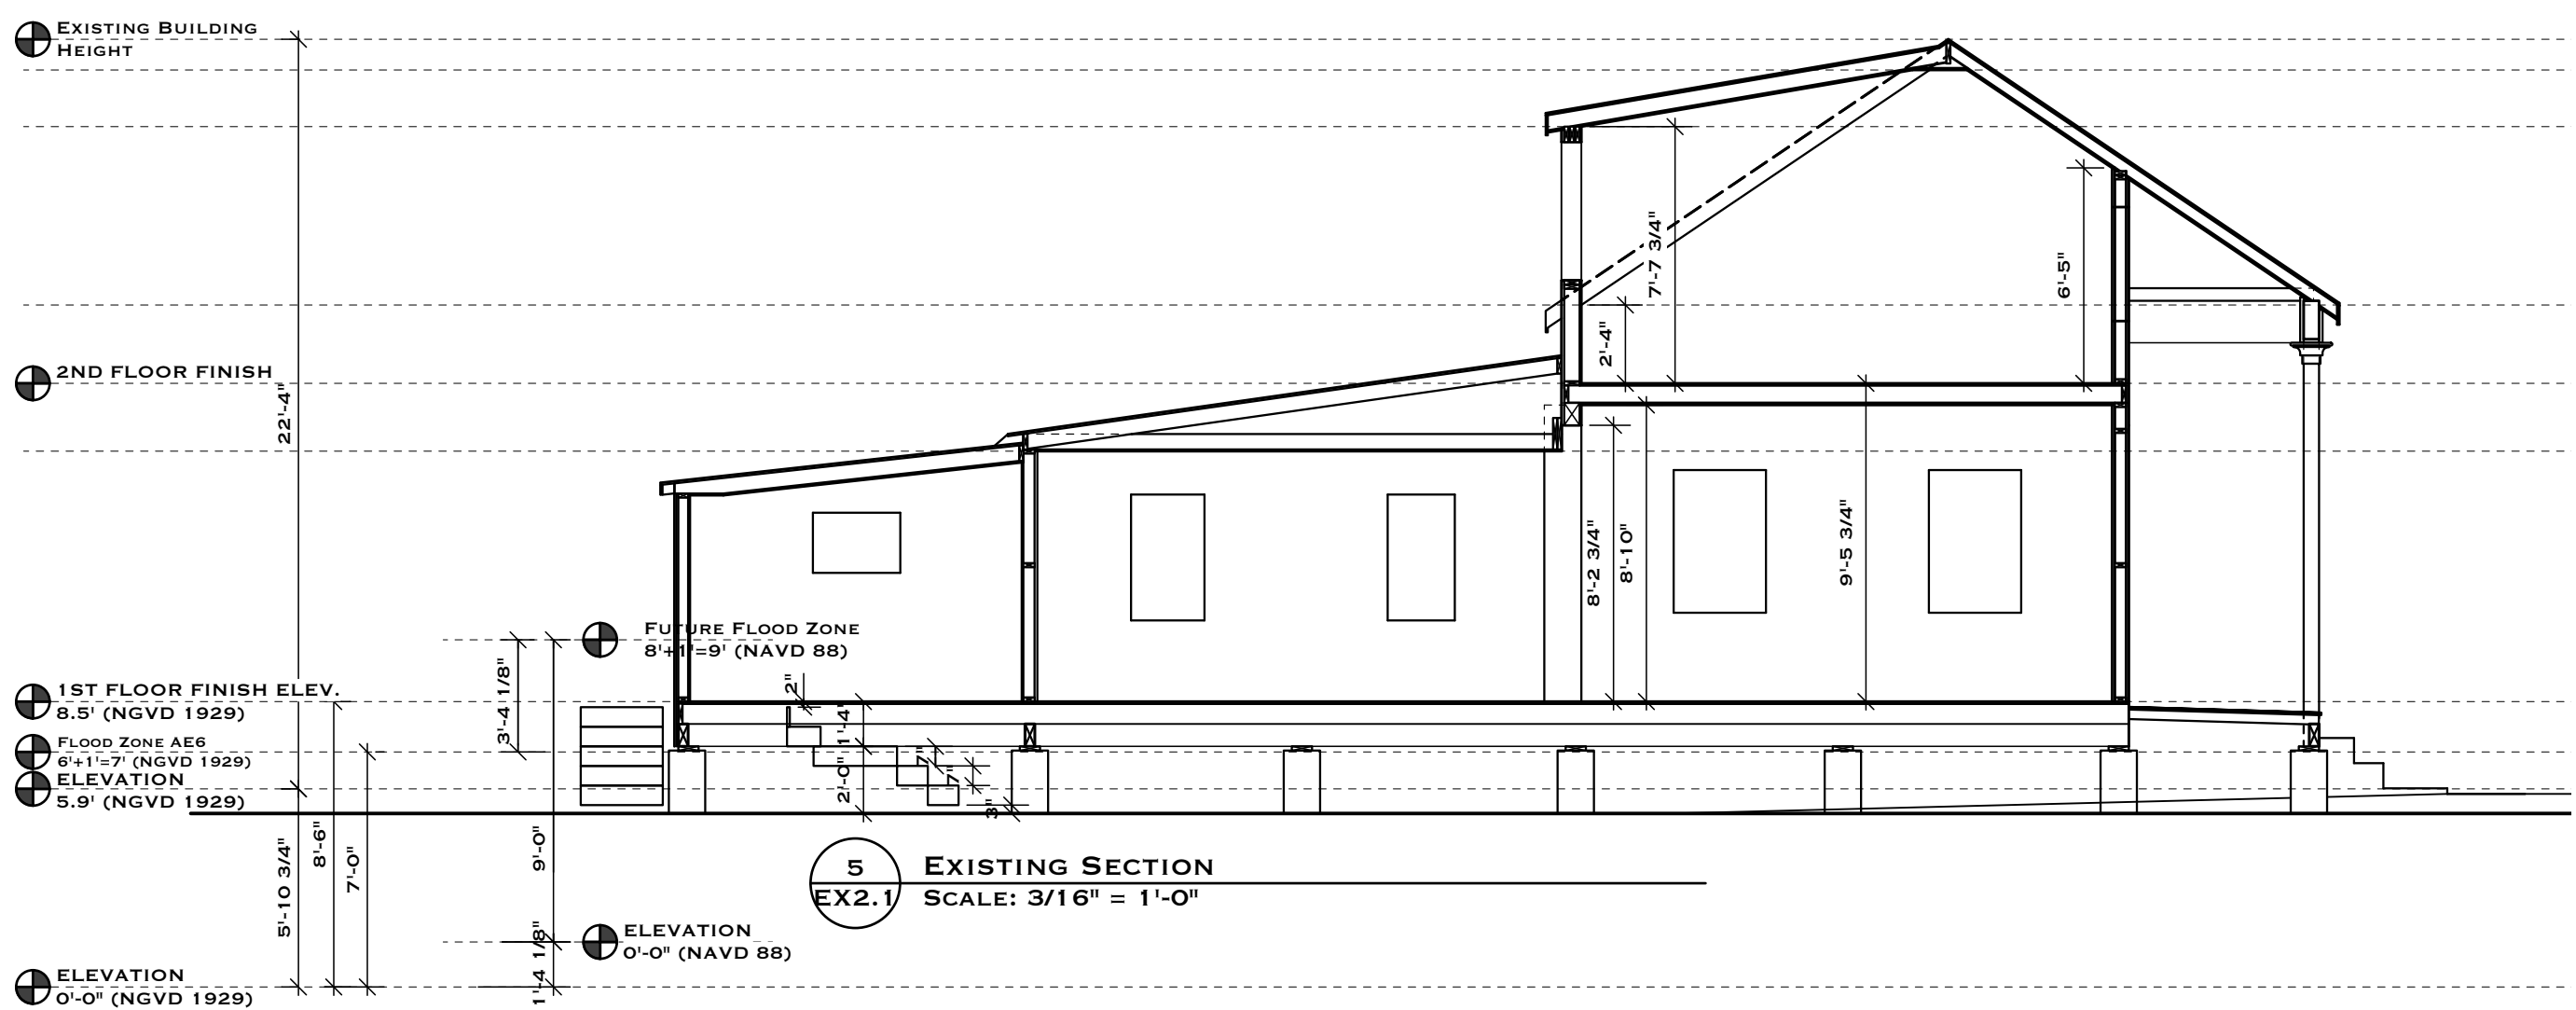 Existing Building
Height
2ND FLOOR FINISH
22'-4"
7'-7 3/4"
2'-4"
6'-5"
8'-2 3/4"
8'-10"
9'-5 3/4"
Future Flood Zone
8'+1'=9' (NAVD 88)
3'-4 1/8"
1ST FLOOR FINISH ELEV.
8.5' (NGVD 1929)
Flood Zone AE6
6'+1'=7' (NGVD 1929)
ELEVATION
5.9' (NGVD 1929)
2"
1'-4"
2'-0"
7"
7"
3"
5'-10 3/4"
8'-6"
7'-0"
9'-0"
5
EX2.1
Existing Section
Scale: 3/16" = 1'-0"
ELEVATION
0'-0" (NAVD 88)
1'-4 1/8"
ELEVATION
0'-0" (NGVD 1929)